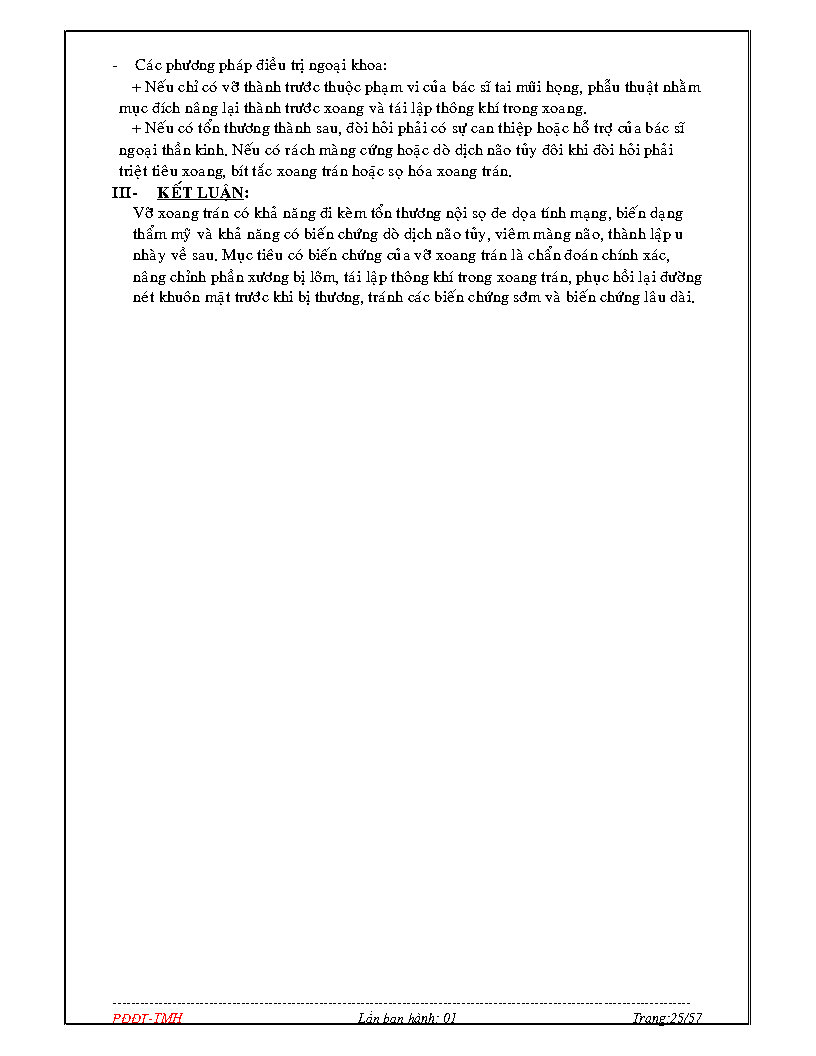 - Các phương pháp điều trị ngoại khoa:
+ Nếu chỉ có vỡ thành trước thuộc phạm vi của bác sĩ tai mũi họng, phẫu thuật nhằm
mục đích nâng lại thành trước xoang và tái lập thông khí trong xoang.
+ Nếu có tổn thương thành sau, đòi hỏi phải có sự can thiệp hoặc hỗ trợ của bác sĩ
ngoại thần kinh. Nếu có rách màng cứng hoặc dò dịch não tủy đôi khi đòi hỏi phải
triệt tiêu xoang, bít tắc xoang trán hoặc sọ hóa xoang trán.
III- KẾT LUẬN:
Vỡ xoang trán có khả năng đi kèm tổn thương nội sọ đe dọa tính mạng, biến dạng
thẩm mỹ và khả năng có biến chứng dò dịch não tủy, viêm màng não, thành lập u
nhày về sau. Mục tiêu có biến chứng của vỡ xoang trán là chẩn đoán chính xác,
nâng chỉnh phần xương bị lõm, tái lập thông khí trong xoang trán, phục hồi lại đường
nét khuôn mặt trước khi bị thương, tránh các biến chứng sớm và biến chứng lâu dài.
PĐĐT-TMH Lần ban hành: 01 Trang:25/57